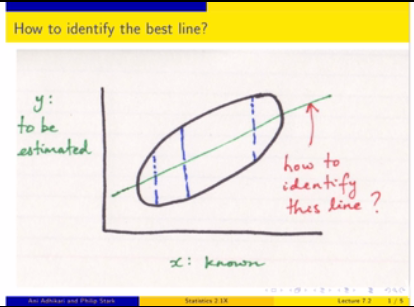 How to identify the best line?
y:
to be
estimated
how to
identify
this line?
x: known
Ani Adhikari and Philip Stark
Statistics 2.1X
Lecture 7.2
1 / 5